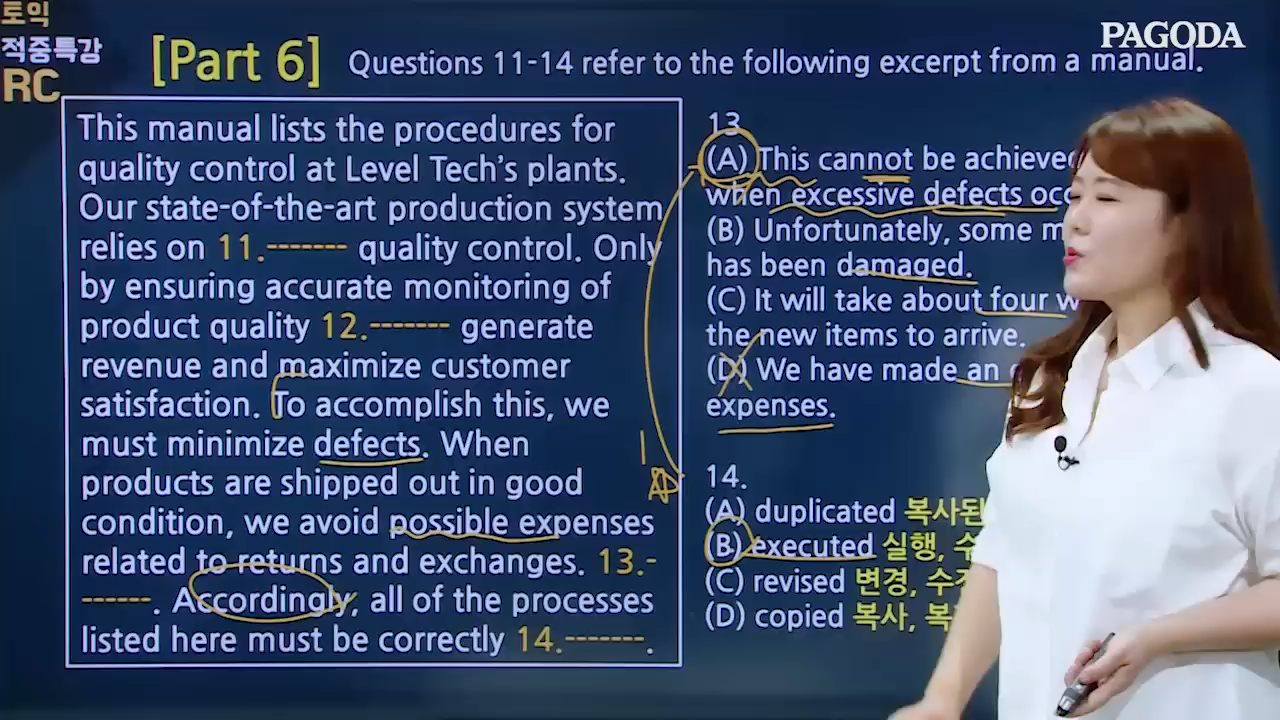 토익
적중특강
RC
PAGODA
[Part 6] Questions 11-14 refer to the following excerpt from a manual.
This manual lists the procedures for
quality control at Level Tech's plants.
Our state-of-the-art production system
relies on 11.------- quality control. Only
by ensuring accurate monitoring of
product quality 12.------- generate
revenue and maximize customer
satisfaction. To accomplish this, we
must minimize defects. When
products are shipped out in good
condition, we avoid possible expenses
related to returns and exchanges. 13.-
------. Accordingly, all of the processes
listed here must be correctly 14.-------.
13.
(A) This cannot be achieved
when excessive defects
(B) Unfortunately, some
has been damaged.
(C) It will take about four
the new items to arrive.
(D) We have made an
expenses.
14.
(A) duplicated 복사된
(B) executed 실행,
(C) revised 변경,
(D) copied 복사,